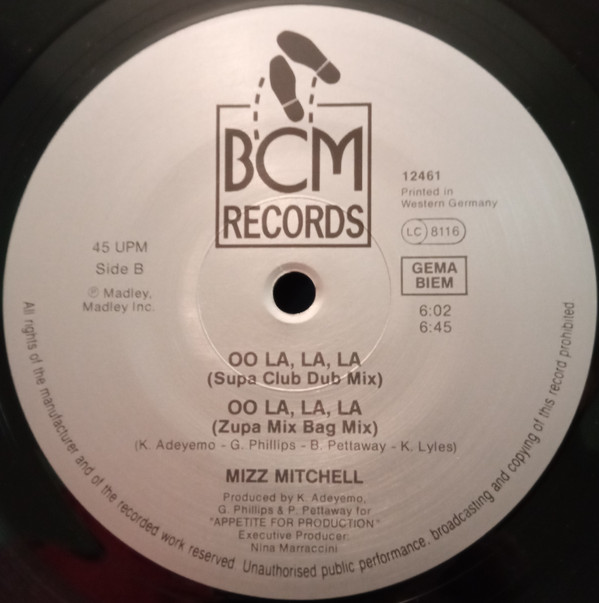 BCM
RECORDS
12461
Printed in
Western Germany
LC 8116
GEMA
BIEM
6:02
6:45
45 UPM
Side B
℗ Madley,
Madley Inc.
OO LA, LA, LA
(Supa Club Dub Mix)
OO LA, LA, LA
(Zupa Mix Bag Mix)
(K. Adeyemo - G. Phillips - B. Pettaway - K. Lyles)
MIZZ MITCHELL
Produced by K. Adeyemo,
G. Phillips & P. Pettaway for
"APPETITE FOR PRODUCTION"
Executive Producer:
Nina Marraccini
All rights of the manufacturer and of the recorded work reserved. Unauthorised public performance, broadcasting and copying of this record prohibited